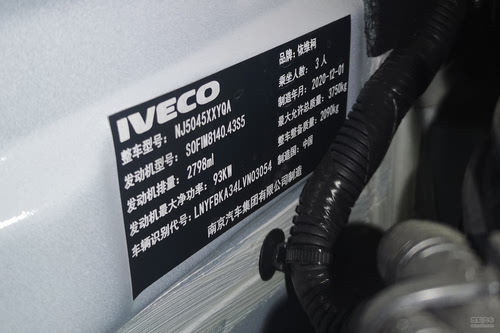 IVECO
品牌：依维柯
整车型号：NJ5045XXYQA
乘坐人数：3人
发动机型号：SOFIM8140.43S5
制造年月：2020-12-01
发动机排量：2798ml
最大允许总质量：3750kg
发动机最大净功率：93KW
整车整备质量：2090kg
车辆识别代号：LNYFBKA34LVN03054
制造国：中国
南京汽车集团有限公司制造